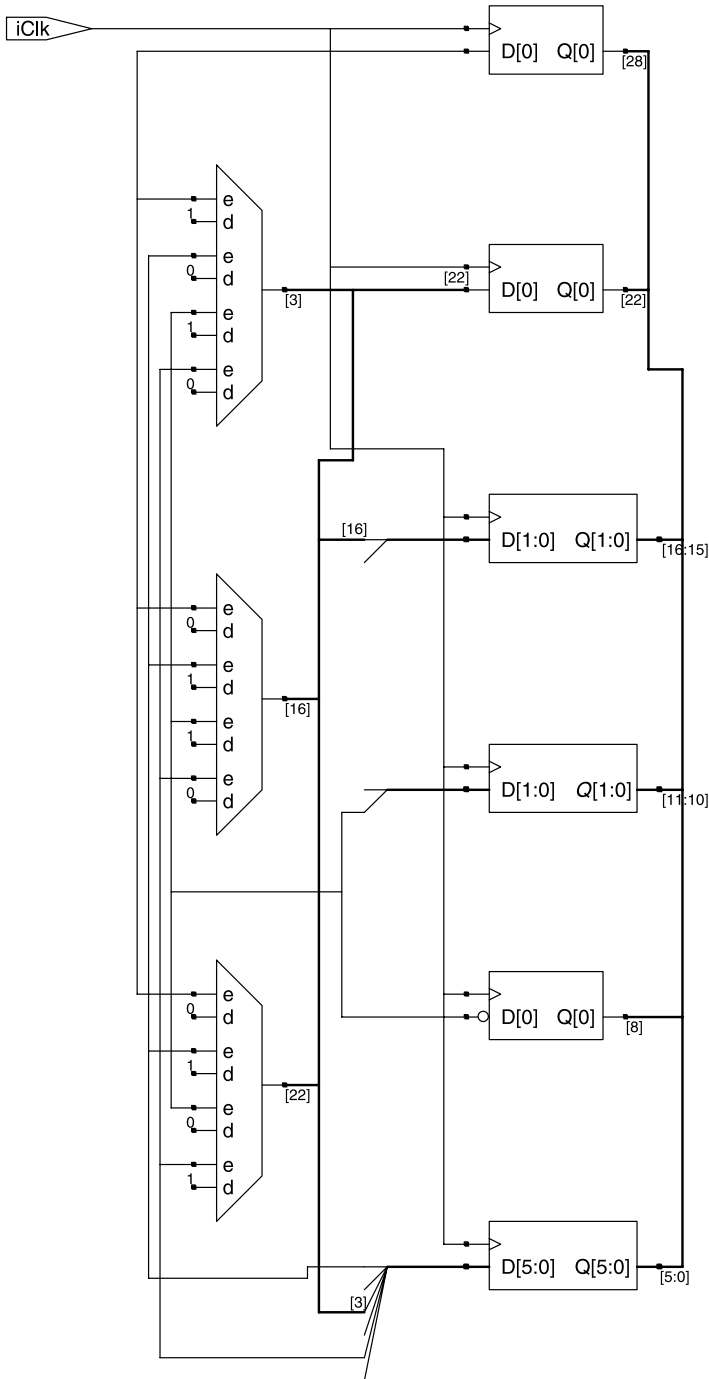 iClk
D[0] Q[0]
[28]
e
1
d
e
0
d
[22]
D[0] Q[0]
[3]
[22]
e
1
d
e
0
d
D[1:0] Q[1:0]
[16]
[16:15]
e
0
d
e
1
d
[16]
e
1
d
D[1:0] Q[1:0]
e
0
d
[11:10]
e
0
d
D[0] Q[0]
[8]
e
1
d
[22]
e
0
d
e
1
d
D[5:0] Q[5:0]
[5:0]
[3]